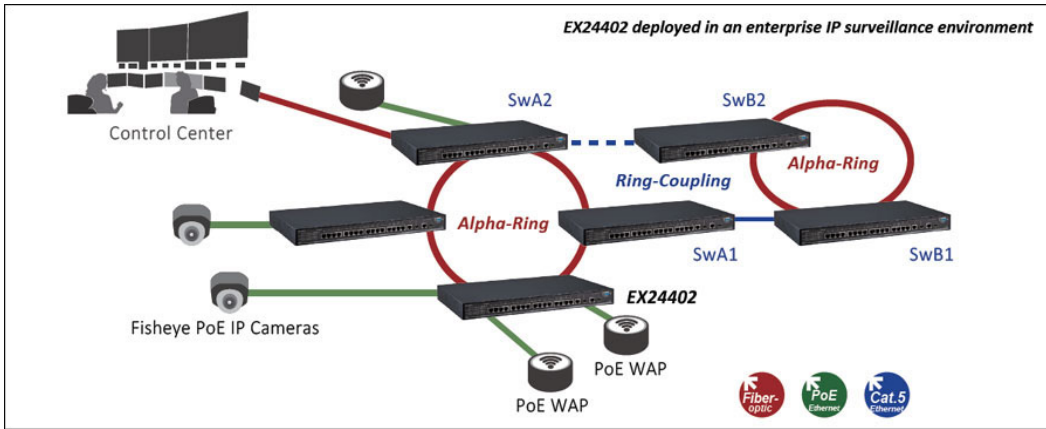 EX24402 deployed in an enterprise IP surveillance environment
SwA2
SwB2
Control Center
Alpha-Ring
Ring-Coupling
Alpha-Ring
SwA1
SwB1
EX24402
Fisheye PoE IP Cameras
PoE WAP
PoE WAP
Fiber-
optic
PoE
Ethernet
Cat.5
Ethernet